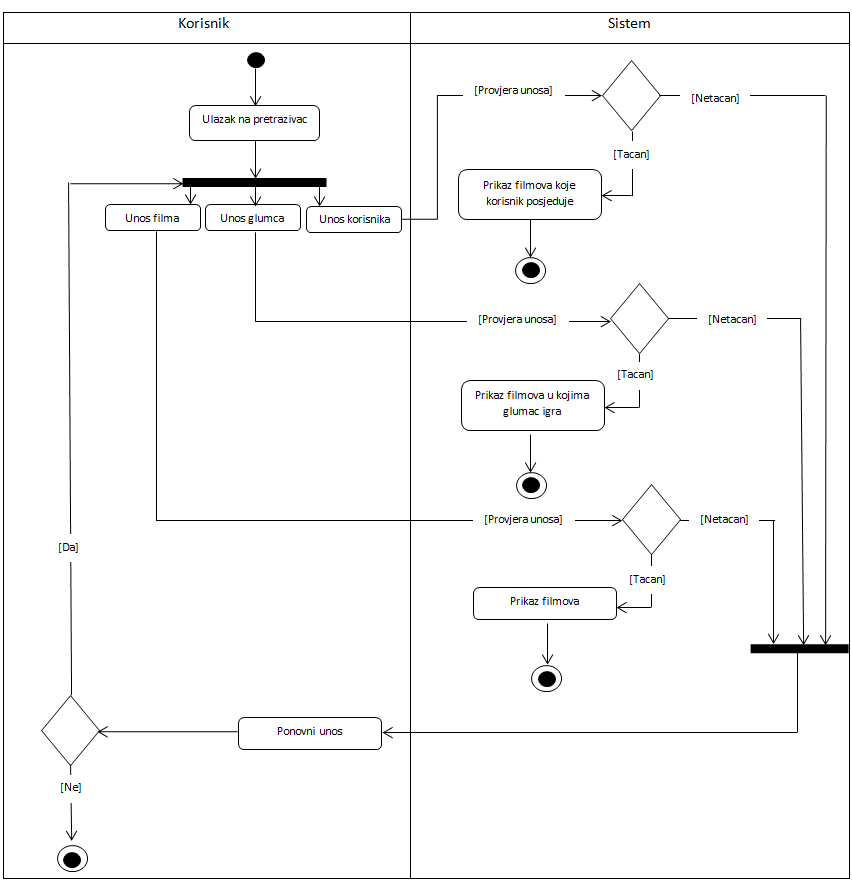 Korisnik
Sistem
Ulazak na pretrazivac
Unos filma
Unos glumca
Unos korisnika
[Provjera unosa]
[Netacan]
[Tacan]
Prikaz filmova koje
korisnik posjeduje
[Provjera unosa]
[Netacan]
[Tacan]
Prikaz filmova u kojima
glumac igra
[Provjera unosa]
[Netacan]
[Tacan]
Prikaz filmova
[Da]
Ponovni unos
[Ne]